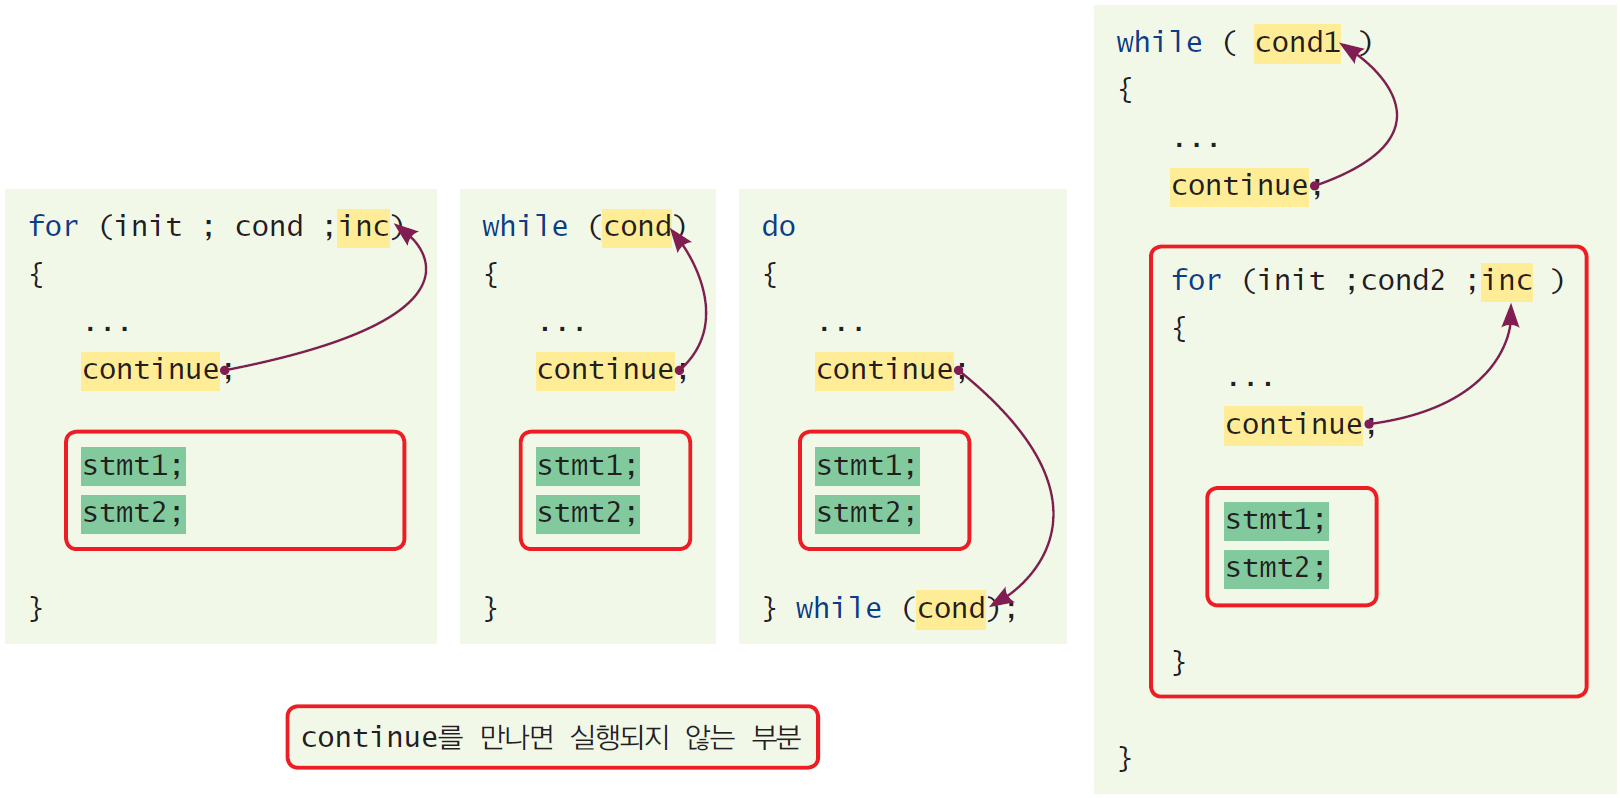 for (init ; cond ;inc)
{
...
continue;
stmt1;
stmt2;
}
while (cond)
{
...
continue;
stmt1;
stmt2;
}
do
{
...
continue;
stmt1;
stmt2;
} while (cond);
while ( cond1 )
{
...
continue;
for (init ;cond2 ;inc )
{
...
continue;
stmt1;
stmt2;
}
}
continue를 만나면 실행되지 않는 부분